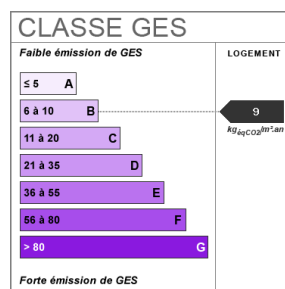 CLASSE GES
Faible émission de GES
LOGEMENT
≤ 5 A
6 à 10 B
9
kgéqCO2/m².an
11 à 20 C
21 à 35 D
36 à 55 E
56 à 80 F
> 80 G
Forte émission de GES